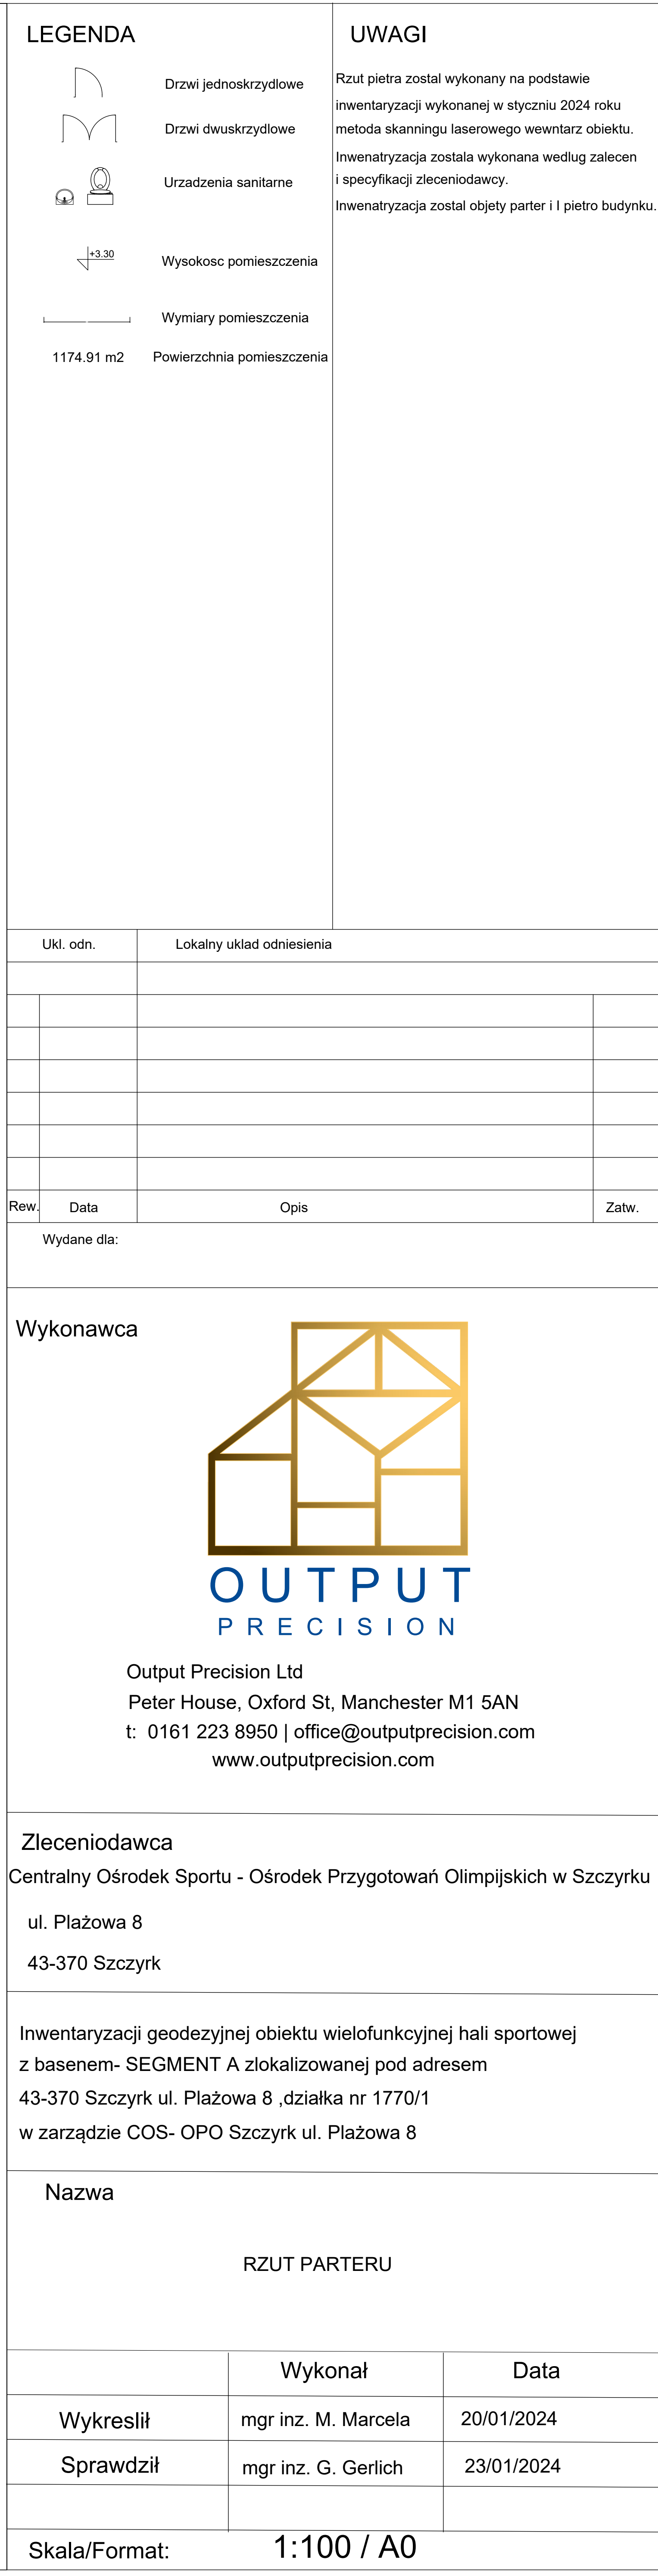 LEGENDA
Drzwi jednoskrzydlowe
Drzwi dwuskrzydlowe
Urzadzenia sanitarne
+3.30
Wysokosc pomieszczenia
Wymiary pomieszczenia
1174.91 m2 Powierzchnia pomieszczenia
UWAGI
Rzut pietra zostal wykonany na podstawie
inwentaryzacji wykonanej w styczniu 2024 roku
metoda skanningu laserowego wewntarz obiektu.
Inwenatryzacja zostala wykonana wedlug zalecen
i specyfikacji zleceniodawcy.
Inwenatryzacja zostal objety parter i I pietro budynku.
Ukl. odn. Lokalny uklad odniesienia
Rew. Data Opis Zatw.
Wydane dla:
Wykonawca
OUTPUT
PRECISION
Output Precision Ltd
Peter House, Oxford St, Manchester M1 5AN
t: 0161 223 8950 | office@outputprecision.com
www.outputprecision.com
Zleceniodawca
Centralny Ośrodek Sportu - Ośrodek Przygotowań Olimpijskich w Szczyrku
ul. Plażowa 8
43-370 Szczyrk
Inwentaryzacji geodezyjnej obiektu wielofunkcyjnej hali sportowej
z basenem- SEGMENT A zlokalizowanej pod adresem
43-370 Szczyrk ul. Plażowa 8 ,działka nr 1770/1
w zarządzie COS- OPO Szczyrk ul. Plażowa 8
Nazwa
RZUT PARTERU
Wykonał Data
Wykreslił mgr inz. M. Marcela 20/01/2024
Sprawdził mgr inz. G. Gerlich 23/01/2024
Skala/Format: 1:100 / A0